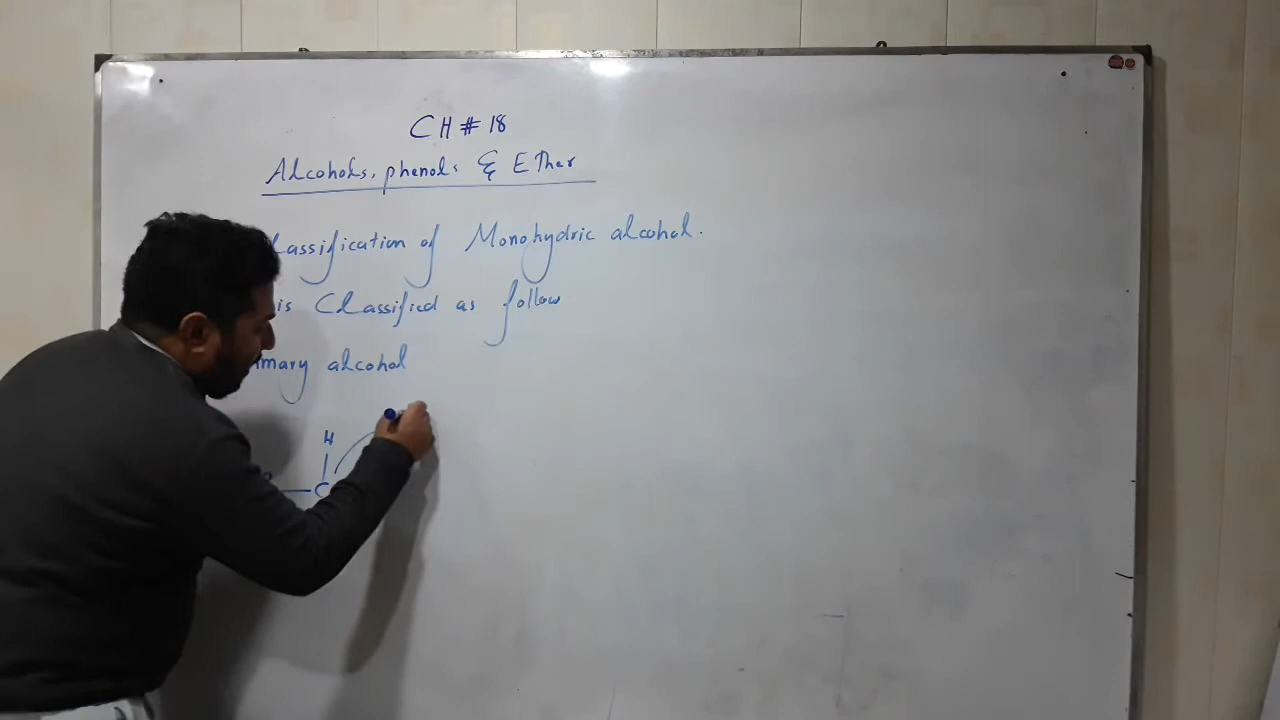 CH # 18
Alcohols, phenols & Ether
lassification of Monohydric alcohol.
is Classified as follow
mary alcohol
H
C